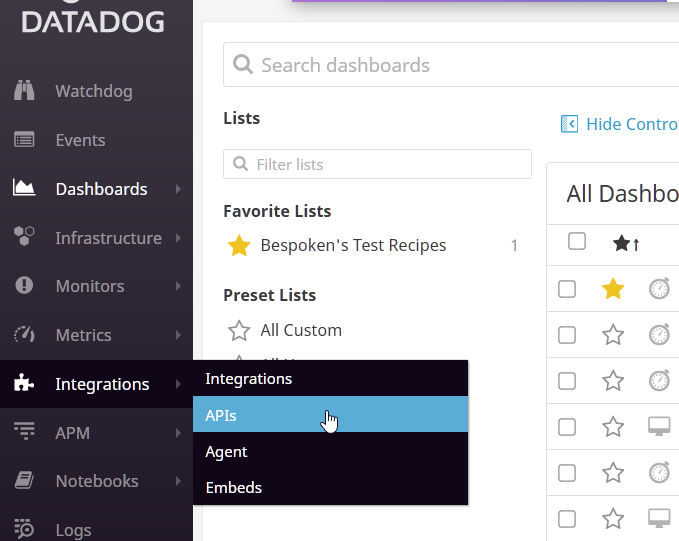 DATADOG
Watchdog
Events
Dashboards
Infrastructure
Monitors
Metrics
Integrations
APM
Notebooks
Logs
Search dashboards
Lists
Filter lists
Favorite Lists
Bespoken's Test Recipes 1
Preset Lists
All Custom
All
Integrations
APIs
Agent
Embeds
Hide Contro
All Dashbo